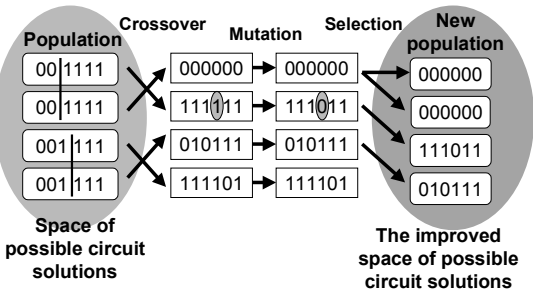 Crossover
Mutation
Selection
New
population
Population
00 1111
00 1111
001 111
001 111
000000
111111
010111
111101
000000
111011
010111
111101
000000
000000
111011
010111
Space of
possible circuit
solutions
The improved
space of possible
circuit solutions